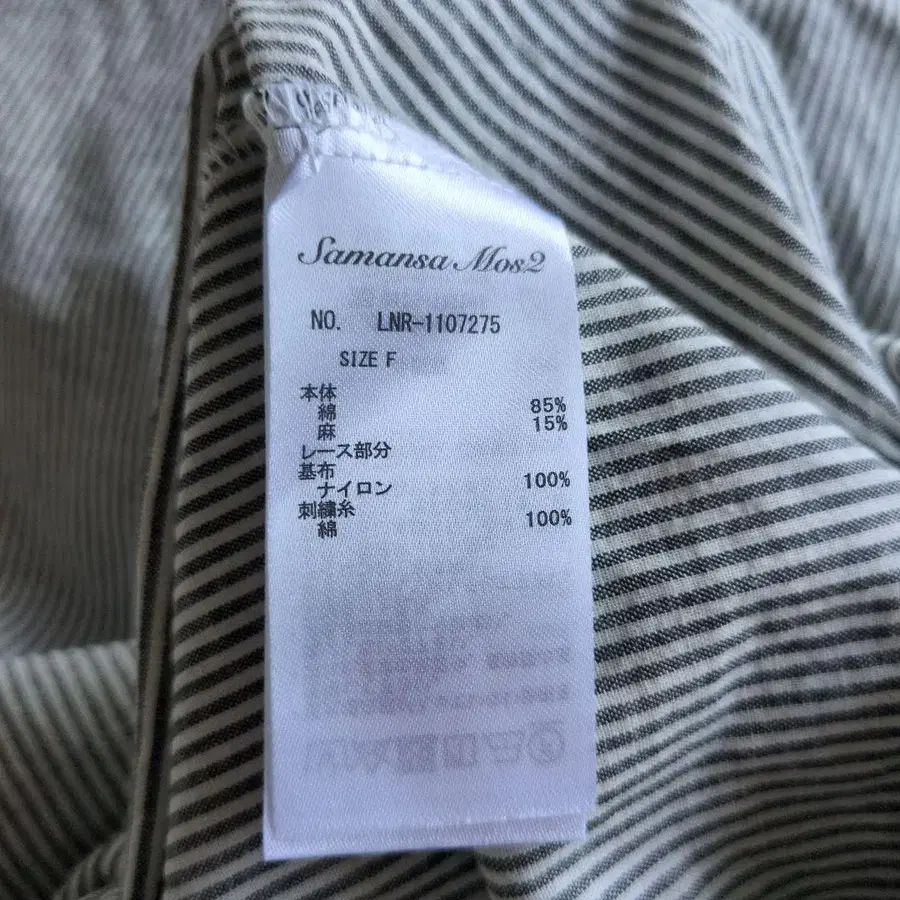 Samansa Mos2
NO. LNR-1107275
SIZE F
本体
綿 85%
麻 15%
レース部分
基布
ナイロン 100%
刺繍糸
綿 100%